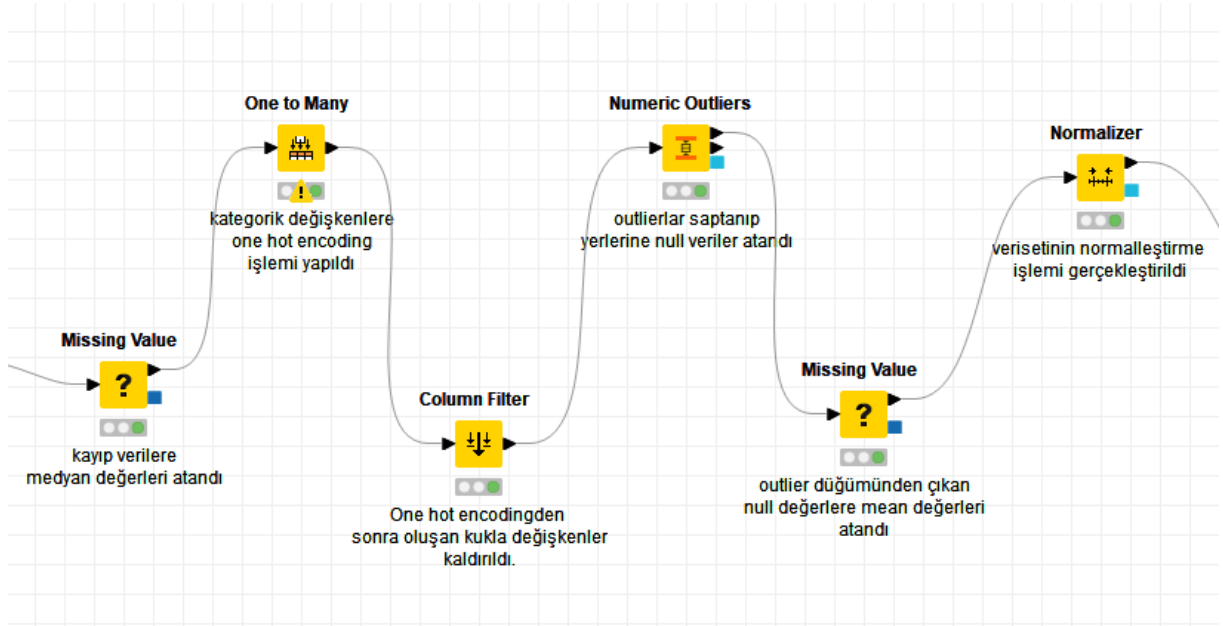 One to Many
kategorik değişkenlere
one hot encoding
işlemi yapıldı
Numeric Outliers
outlierlar saptanıp
yerlerine null veriler atandı
Normalizer
verisetinin normalleştirme
işlemi gerçekleştirildi
Missing Value
?
kayıp verilere
medyan değerleri atandı
Column Filter
One hot encodingden
sonra oluşan kukla değişkenler
kaldırıldı.
Missing Value
?
outlier düğümünden çıkan
null değerlere mean değerleri
atandı